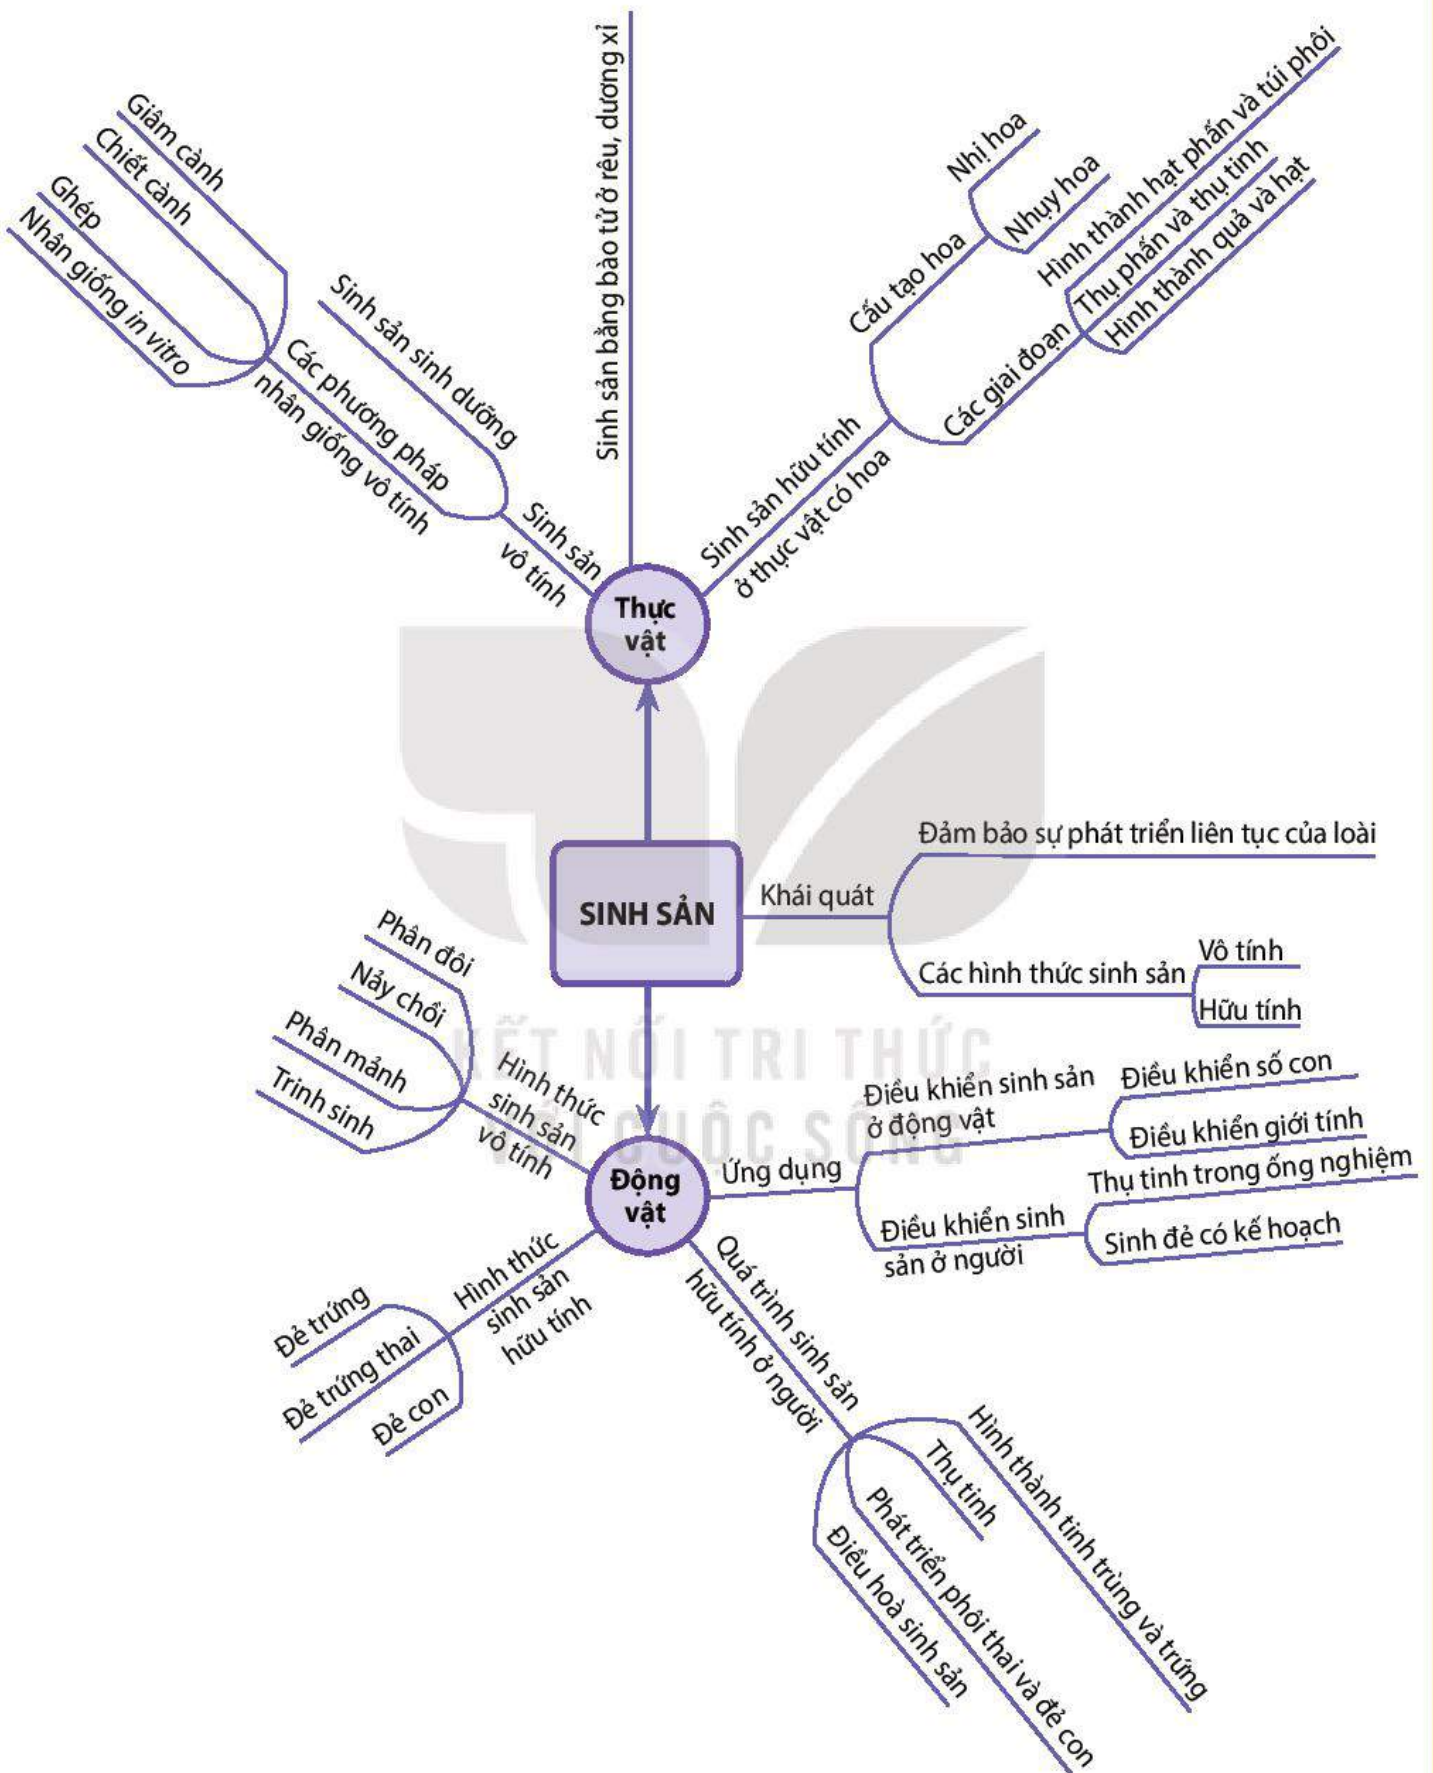 Giâm cành
Chiết cành
Ghép
Nhân giống in vitro
Các phương pháp
nhân giống vô tính
Sinh sản sinh dưỡng
Sinh sản
vô tính
Sinh sản bằng bào tử ở rêu, dương xỉ
Nhị hoa
Nhụy hoa
Cấu tạo hoa
Hình thành hạt phấn và túi phôi
Thụ phấn và thụ tinh
Hình thành quả và hạt
Các giai đoạn
Sinh sản hữu tính
ở thực vật có hoa
Thực
vật
SINH SẢN
Khái quát
Đảm bảo sự phát triển liên tục của loài
Các hình thức sinh sản
Vô tính
Hữu tính
KẾT NỐI TRI THỨC
VỚI CUỘC SỐNG
Phân đôi
Nảy chồi
Phân mảnh
Trinh sinh
Hình thức
sinh sản
vô tính
Động
vật
Ứng dụng
Điều khiển sinh sản
ở động vật
Điều khiển số con
Điều khiển giới tính
Điều khiển sinh
sản ở người
Thụ tinh trong ống nghiệm
Sinh đẻ có kế hoạch
Hình thức
sinh sản
hữu tính
Đẻ trứng
Đẻ trứng thai
Đẻ con
Quá trình sinh sản
hữu tính ở người
Hình thành tinh trùng và trứng
Thụ tinh
Phát triển phôi thai và đẻ con
Điều hoà sinh sản